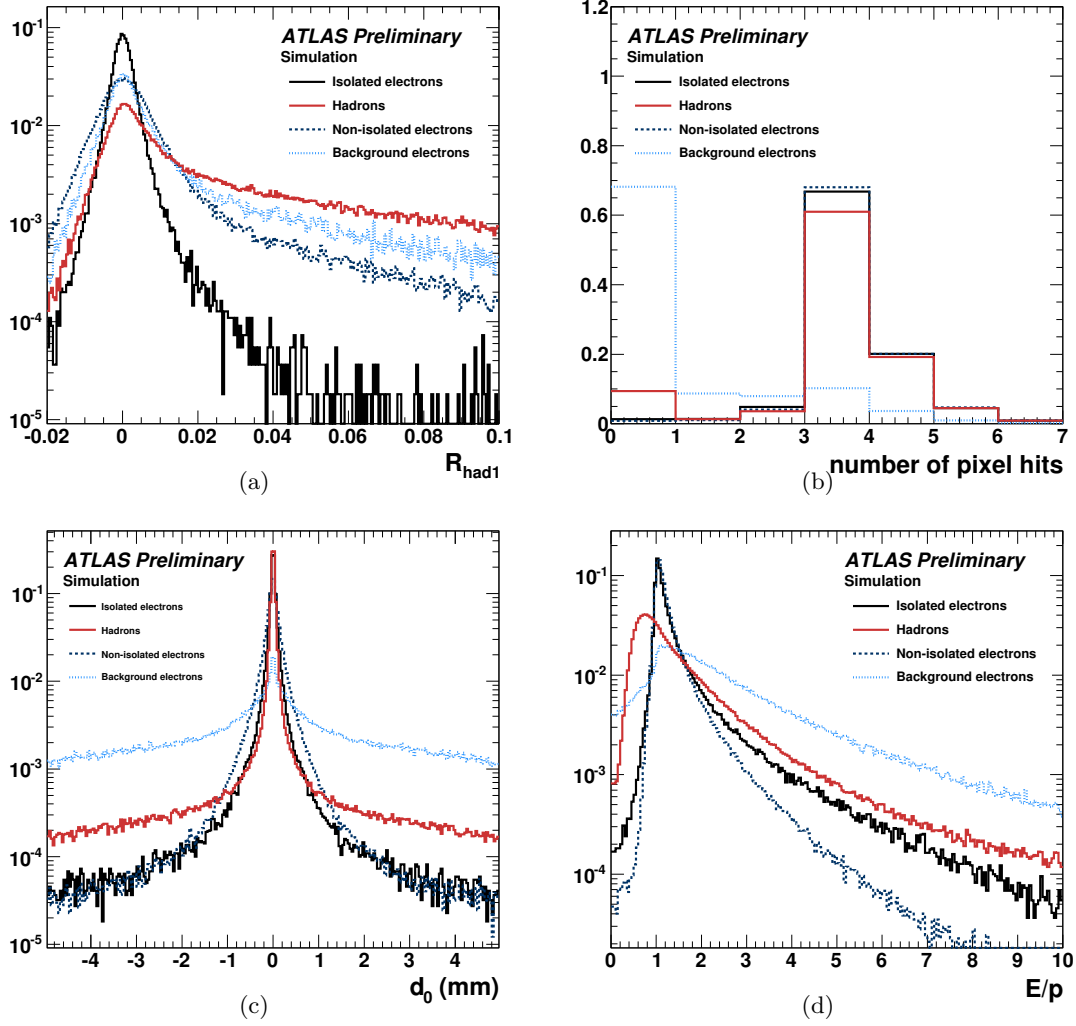 10⁻¹
10⁻²
10⁻³
10⁻⁴
10⁻⁵
-0.02 0 0.02 0.04 0.06 0.08 0.1
R_had1
ATLAS Preliminary
Simulation
Isolated electrons
Hadrons
Non-isolated electrons
Background electrons
(a)
1.2
1
0.8
0.6
0.4
0.2
0
0 1 2 3 4 5 6 7
number of pixel hits
ATLAS Preliminary
Simulation
Isolated electrons
Hadrons
Non-isolated electrons
Background electrons
(b)
10⁻¹
10⁻²
10⁻³
10⁻⁴
10⁻⁵
-4 -3 -2 -1 0 1 2 3 4
d₀ (mm)
ATLAS Preliminary
Simulation
Isolated electrons
Hadrons
Non-isolated electrons
Background electrons
(c)
10⁻¹
10⁻²
10⁻³
10⁻⁴
0 1 2 3 4 5 6 7 8 9 10
E/p
ATLAS Preliminary
Simulation
Isolated electrons
Hadrons
Non-isolated electrons
Background electrons
(d)